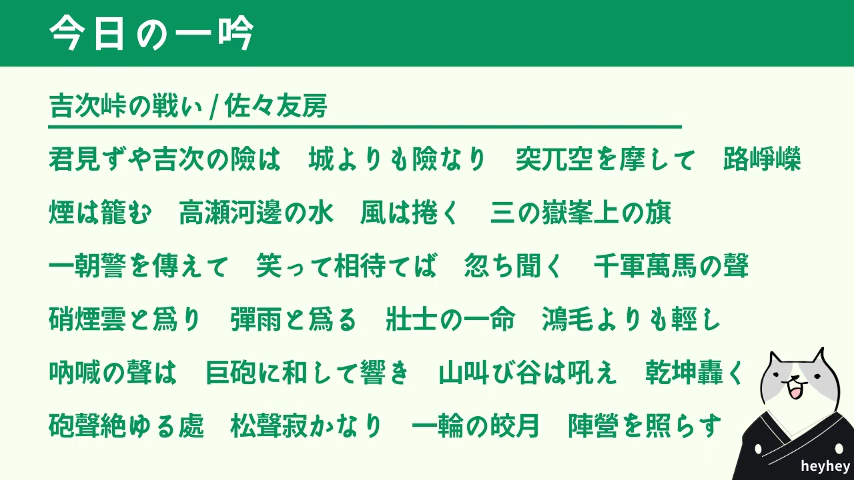 今日の一吟
吉次峠の戦い / 佐々友房
君見ずや吉次の險は　城よりも險なり　突兀空を摩して　路崢嶸
煙は籠む　高瀬河邊の水　風は捲く　三の嶽峯上の旗
一朝警を傳えて　笑って相待てば　忽ち聞く　千軍萬馬の聲
硝煙雲と爲り　彈雨と爲る　壯士の一命　鴻毛よりも輕し
吶喊の聲は　巨砲に和して響き　山叫び谷は吼え　乾坤轟く
砲聲絶ゆる處　松聲寂かなり　一輪の皎月　陣營を照らす
heyhey